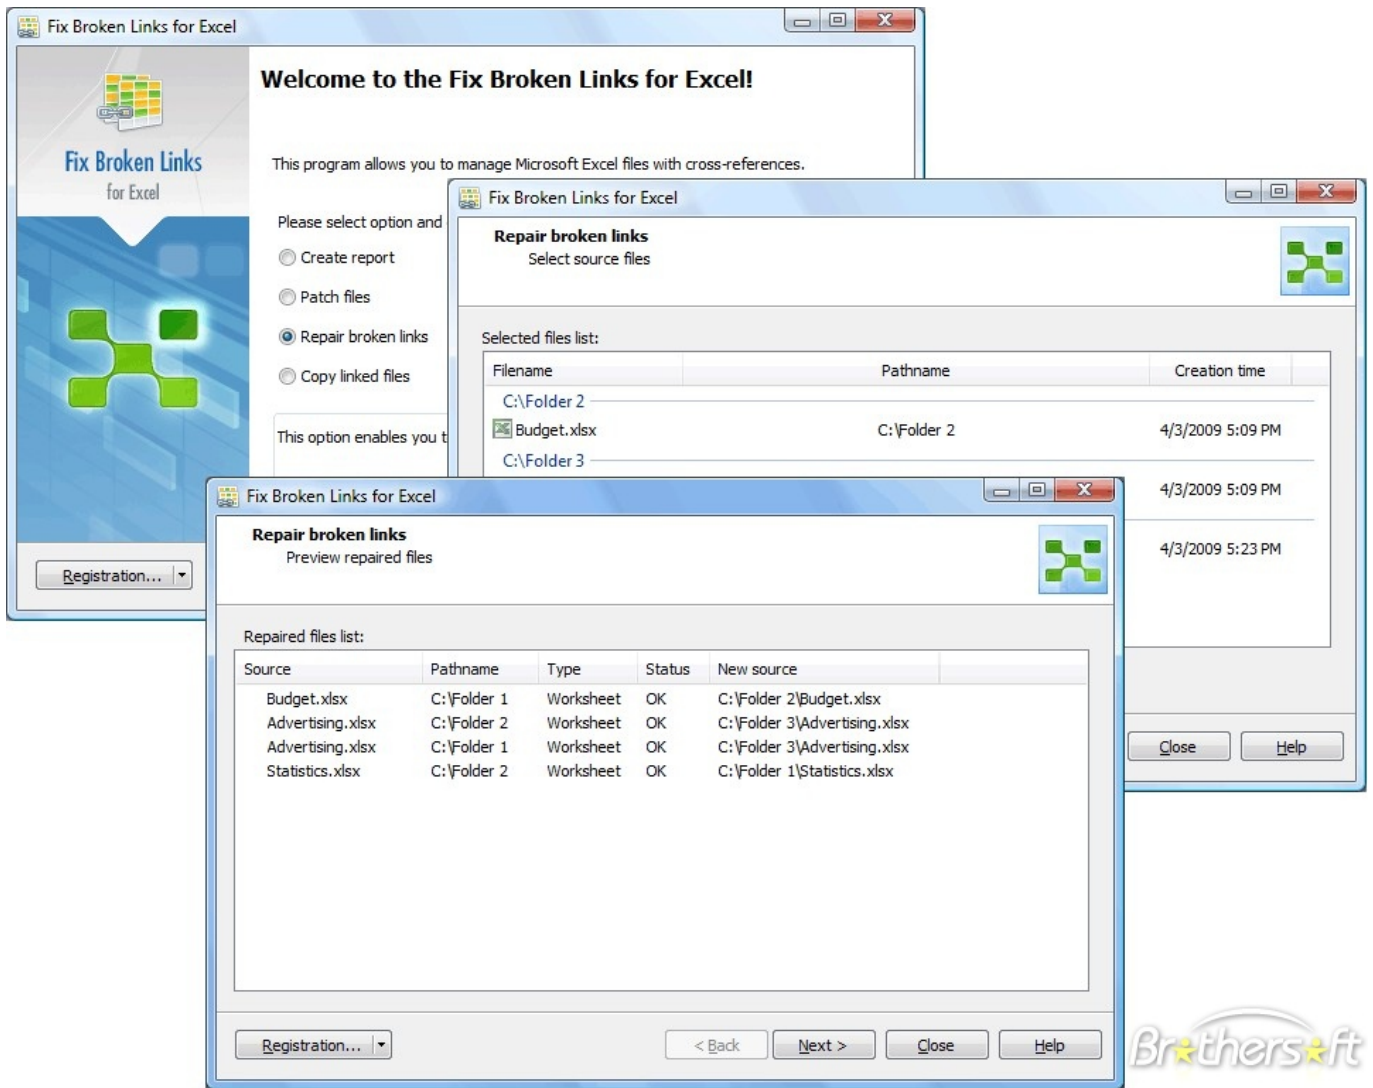 Fix Broken Links for Excel
Welcome to the Fix Broken Links for Excel!
Fix Broken Links
for Excel
This program allows you to manage Microsoft Excel files with cross-references.
Please select option and
Create report
Patch files
Repair broken links
Copy linked files
This option enables you t
Registration...
Fix Broken Links for Excel
Repair broken links
Select source files
Selected files list:
Filename Pathname Creation time
C:\Folder 2
Budget.xlsx C:\Folder 2 4/3/2009 5:09 PM
C:\Folder 3
4/3/2009 5:09 PM
4/3/2009 5:23 PM
Close Help
Fix Broken Links for Excel
Repair broken links
Preview repaired files
Repaired files list:
Source Pathname Type Status New source
Budget.xlsx C:\Folder 1 Worksheet OK C:\Folder 2\Budget.xlsx
Advertising.xlsx C:\Folder 2 Worksheet OK C:\Folder 3\Advertising.xlsx
Advertising.xlsx C:\Folder 1 Worksheet OK C:\Folder 3\Advertising.xlsx
Statistics.xlsx C:\Folder 2 Worksheet OK C:\Folder 1\Statistics.xlsx
Registration... < Back Next > Close Help
Brothersoft